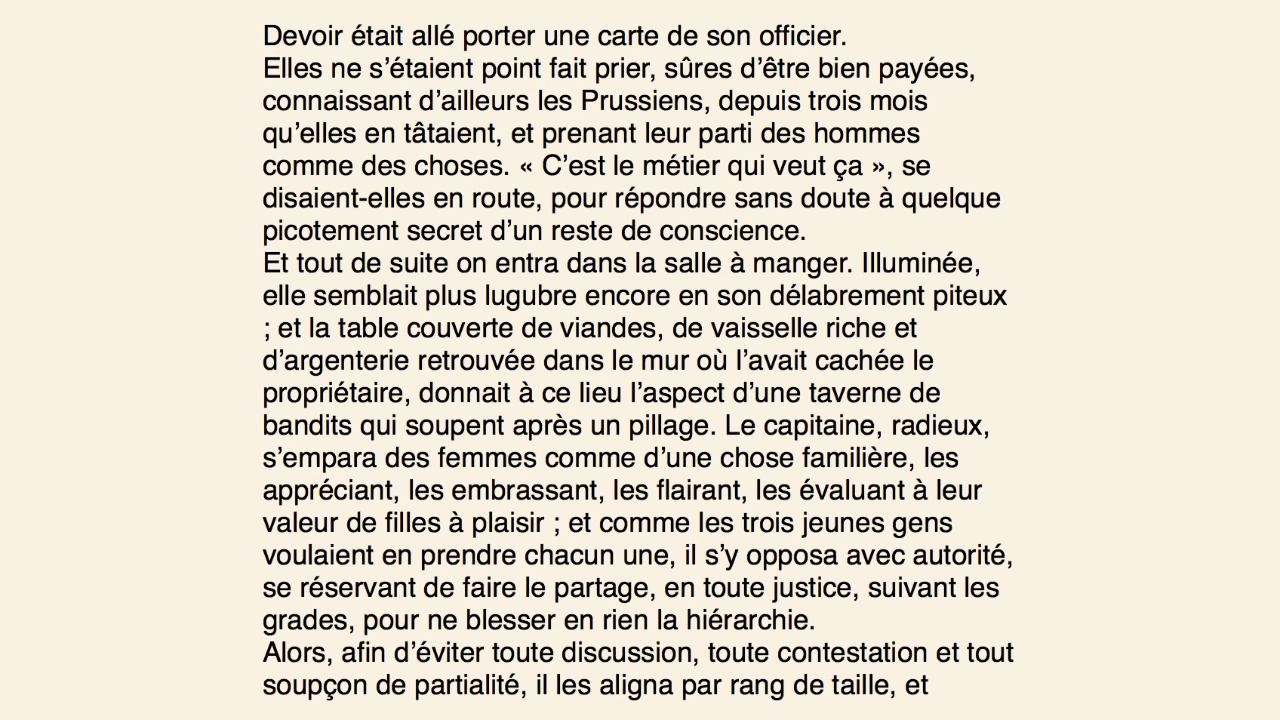 Devoir était allé porter une carte de son officier.
Elles ne s’étaient point fait prier, sûres d’être bien payées,
connaissant d’ailleurs les Prussiens, depuis trois mois
qu’elles en tâtaient, et prenant leur parti des hommes
comme des choses. « C’est le métier qui veut ça », se
disaient-elles en route, pour répondre sans doute à quelque
picotement secret d’un reste de conscience.
Et tout de suite on entra dans la salle à manger. Illuminée,
elle semblait plus lugubre encore en son délabrement piteux
; et la table couverte de viandes, de vaisselle riche et
d’argenterie retrouvée dans le mur où l’avait cachée le
propriétaire, donnait à ce lieu l’aspect d’une taverne de
bandits qui soupent après un pillage. Le capitaine, radieux,
s’empara des femmes comme d’une chose familière, les
appréciant, les embrassant, les flairant, les évaluant à leur
valeur de filles à plaisir ; et comme les trois jeunes gens
voulaient en prendre chacun une, il s’y opposa avec autorité,
se réservant de faire le partage, en toute justice, suivant les
grades, pour ne blesser en rien la hiérarchie.
Alors, afin d’éviter toute discussion, toute contestation et tout
soupçon de partialité, il les aligna par rang de taille, et